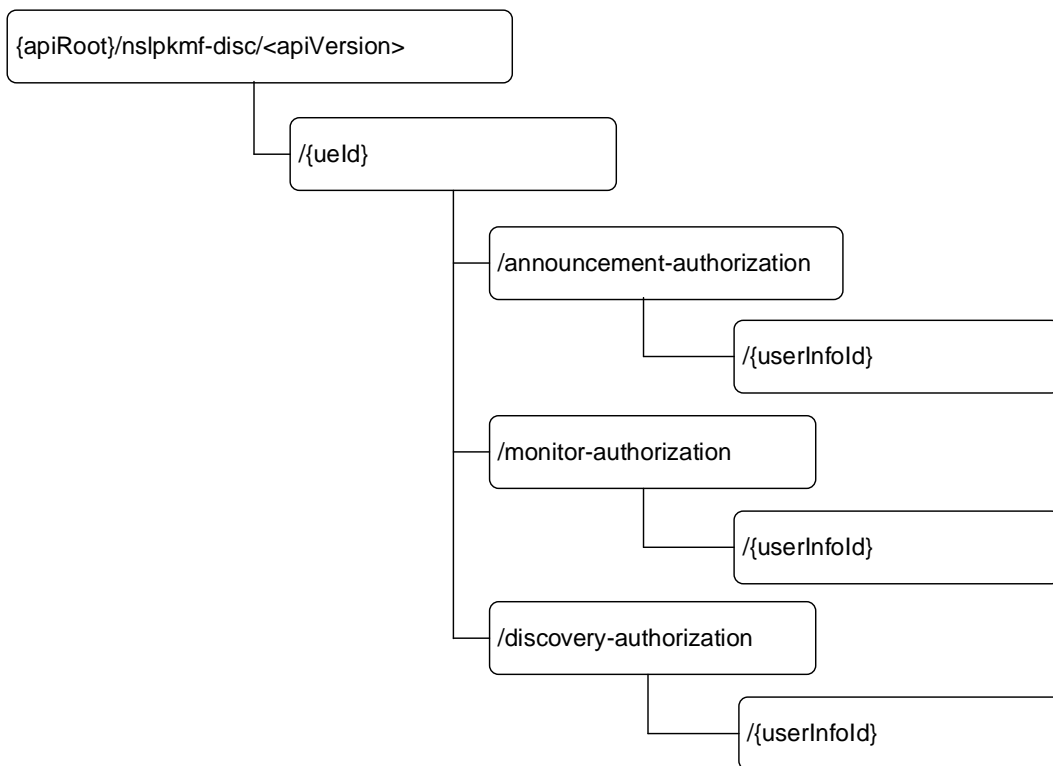 {apiRoot}/nslpkmf-disc/<apiVersion>
/{ueId}
/announcement-authorization
/{userInfoId}
/monitor-authorization
/{userInfoId}
/discovery-authorization
/{userInfoId}